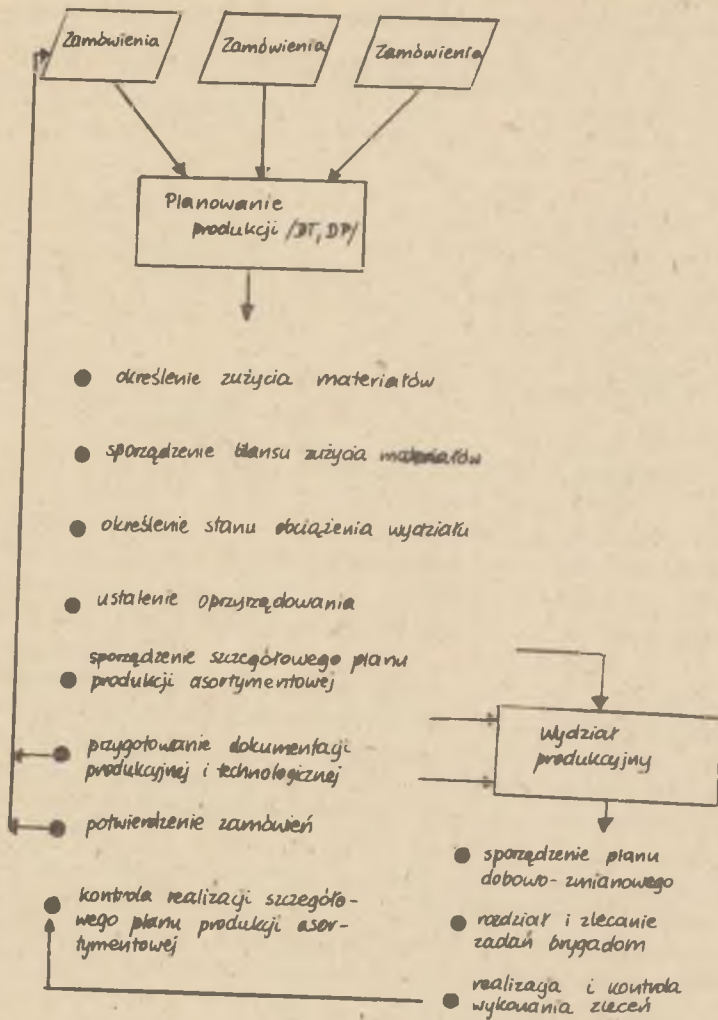 Zamówienia
Zamówienia
Zamówienia
Planowanie
produkcji /DT, DP/
● określenie zużycia materiałów
● sporządzenie bilansu zużycia materiałów
● określenie stanu obciążenia wydziału
● ustalenie oprzyrządowania
sporządzenie szczegółowego planu
● produkcji asortymentowej
● przygotowanie dokumentacji
produkcyjnej i technologicznej
● potwierdzenie zamówień
● kontrola realizacji szczegóło-
wego planu produkcji asor-
tymentowej
Wydział
produkcyjny
● sporządzenie planu
dobowo-zmianowego
● rozdział i zlecanie
zadań brygadom
● realizacja i kontrola
wykonania zleceń